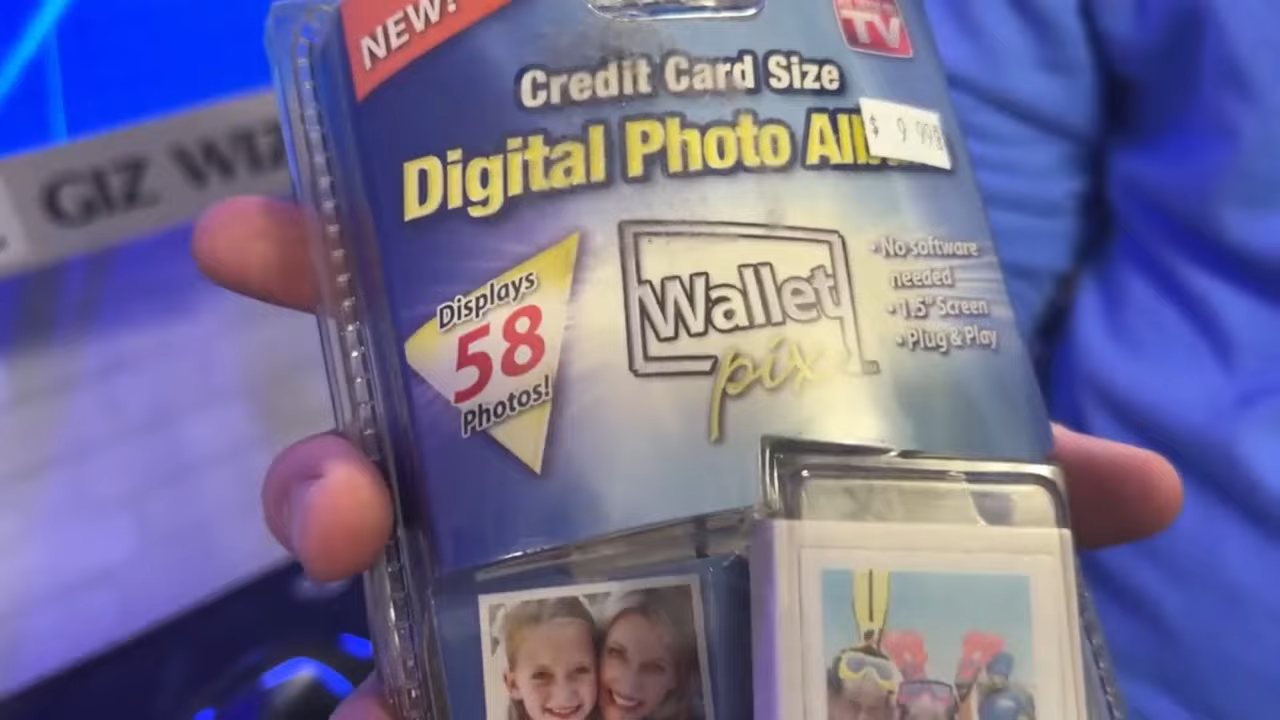 NEW!
TV
Credit Card Size
Digital Photo Al
$ 9.99
GIZ WIZ
Displays
58
Photos!
Wallet
pix
• No software
needed
• 1.5" Screen
• Plug & Play